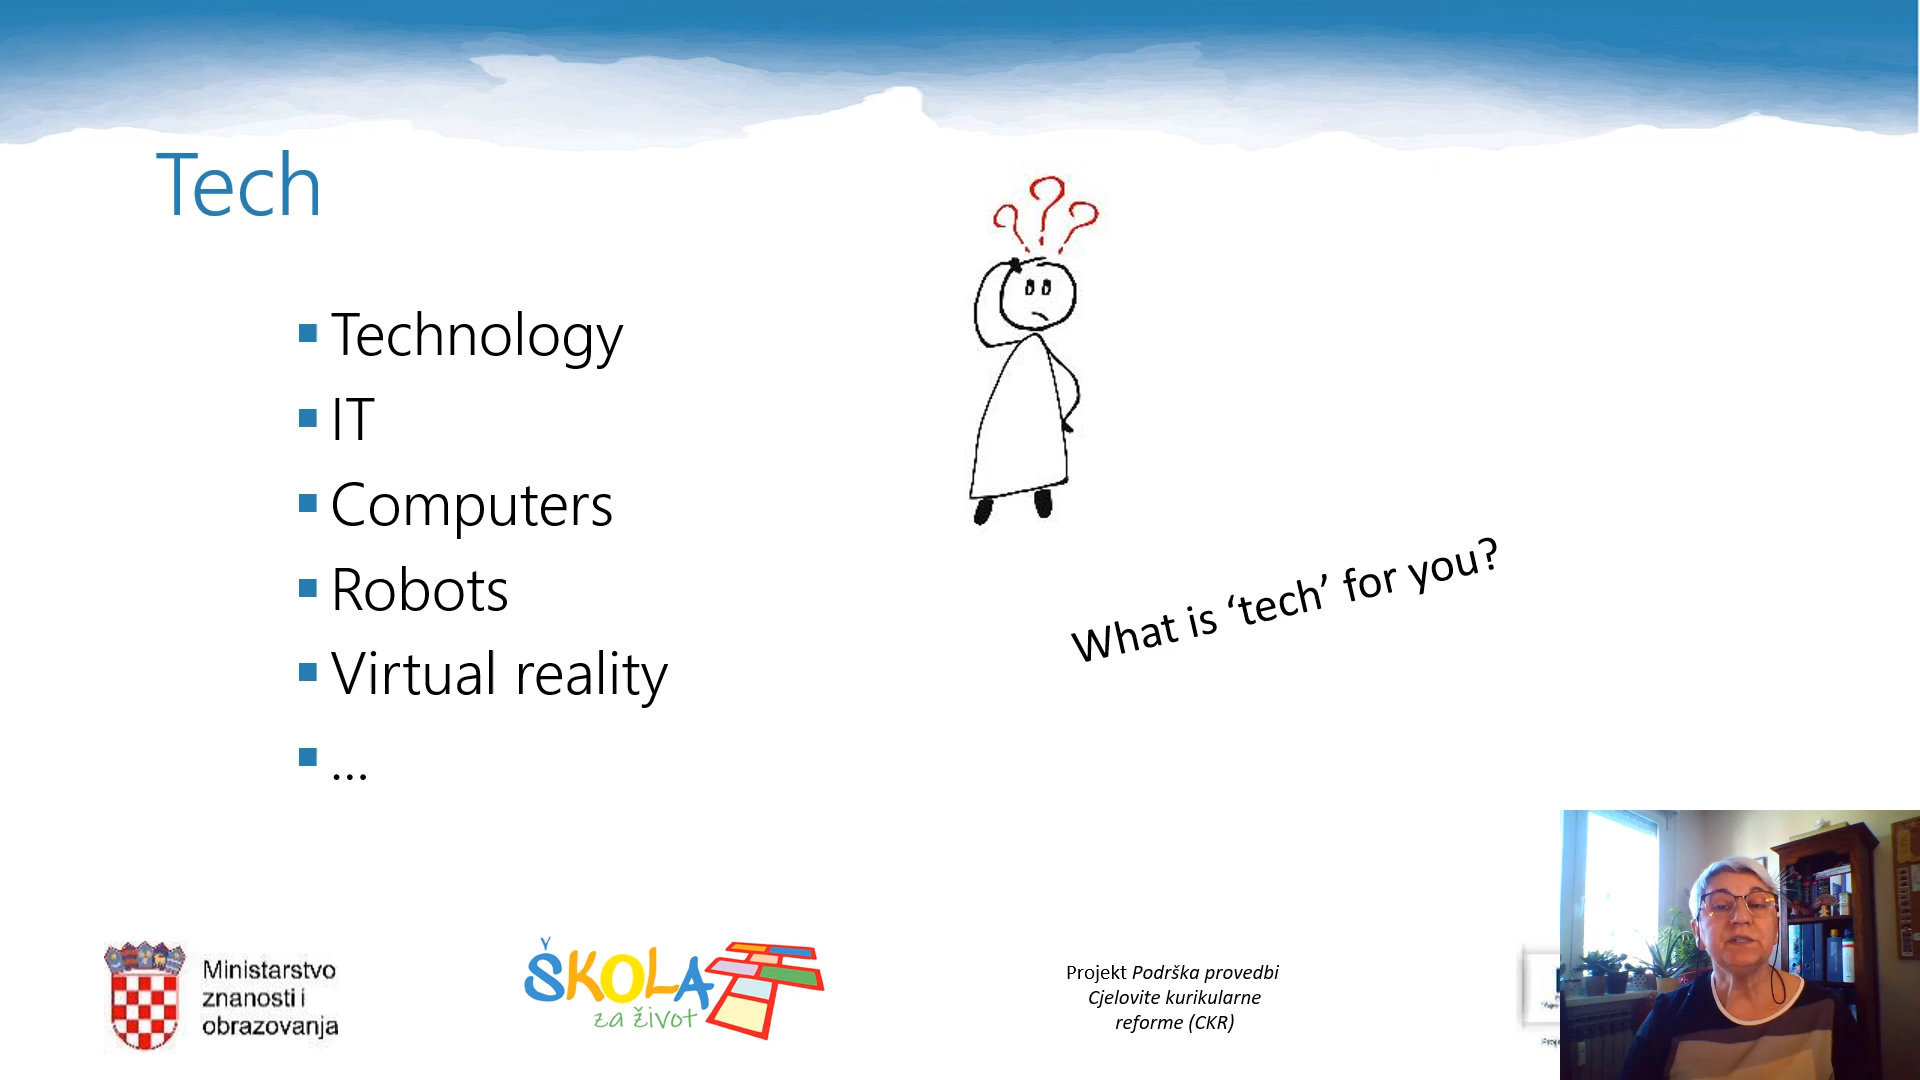 Tech
Technology
IT
Computers
Robots
Virtual reality
...
What is ‘tech’ for you?
Ministarstvo
znanosti i
obrazovanja
ŠKOLA
za život
Projekt Podrška provedbi
Cjelovite kurikularne
reforme (CKR)